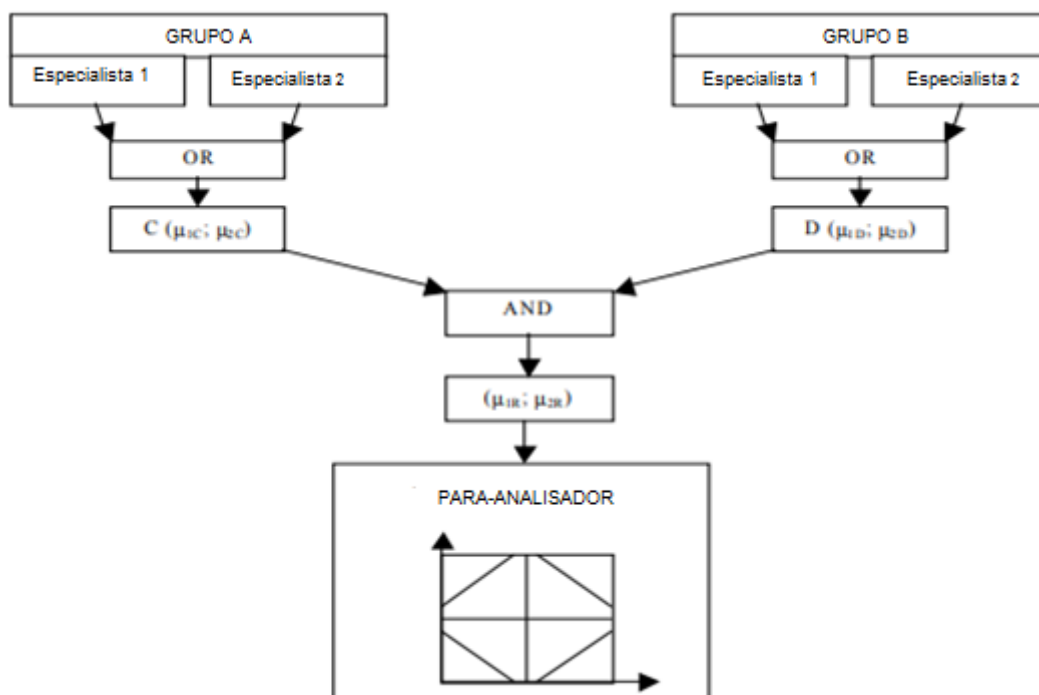 GRUPO A
GRUPO B
Especialista 1
Especialista 2
Especialista 1
Especialista 2
OR
OR
C (μ1C; μ2C)
D (μ1D; μ2D)
AND
(μ1R; μ2R)
PARA-ANALISADOR